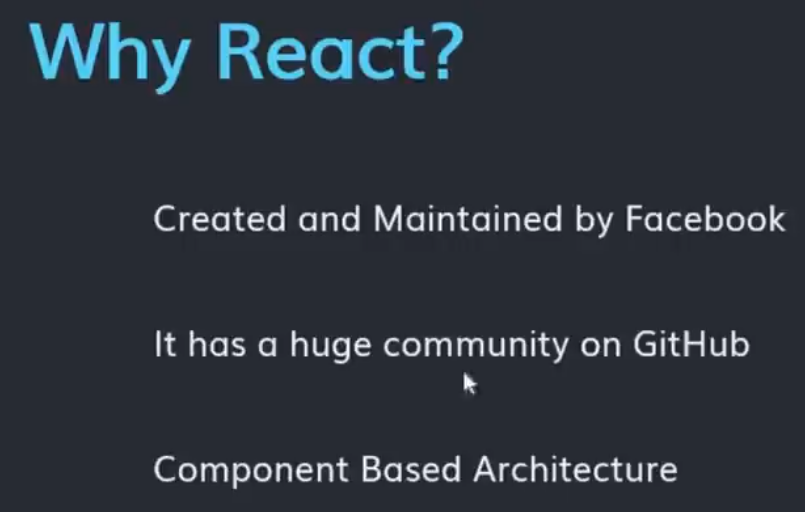 Why React?
Created and Maintained by Facebook
It has a huge community on GitHub
Component Based Architecture